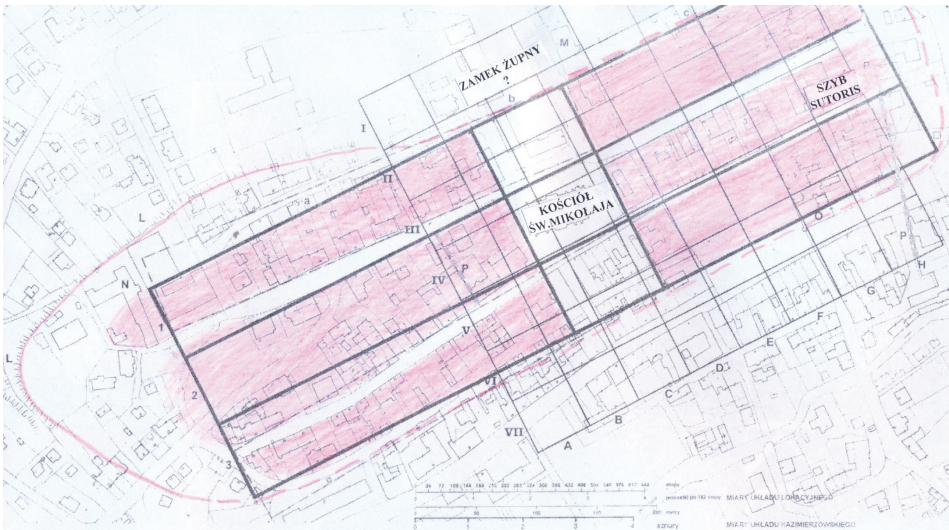 ZAMEK ŻUPNY
?
M
c
b
I
SZYB
SUTORIS
II
L
a
III
KOŚCIÓŁ
ŚW.MIKOŁAJA
O
P
N
IV
P
H
G
1
V
F
L
E
VI
D
2
C
B
VII
A
3
MIARY UKŁADU LOKACYJNEGO
sznury
MIARY UKŁADU KAZIMIERZOWSKIEGO